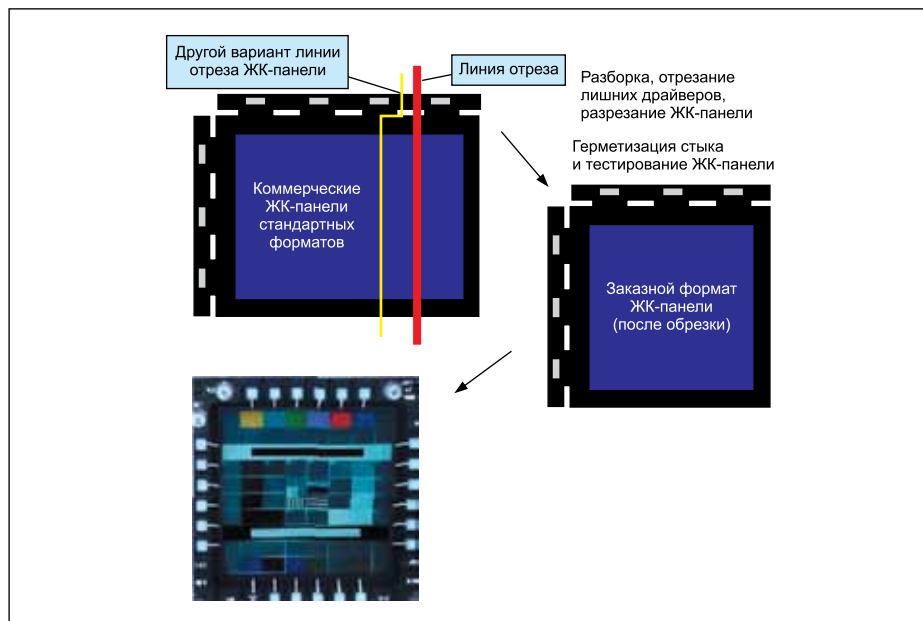 Другой вариант линии
отреза ЖК-панели
Линия отреза
Разборка, отрезание
лишних драйверов,
разрезание ЖК-панели
Герметизация стыка
и тестирование ЖК-панели
Коммерческие
ЖК-панели
стандартных
форматов
Заказной формат
ЖК-панели
(после обрезки)